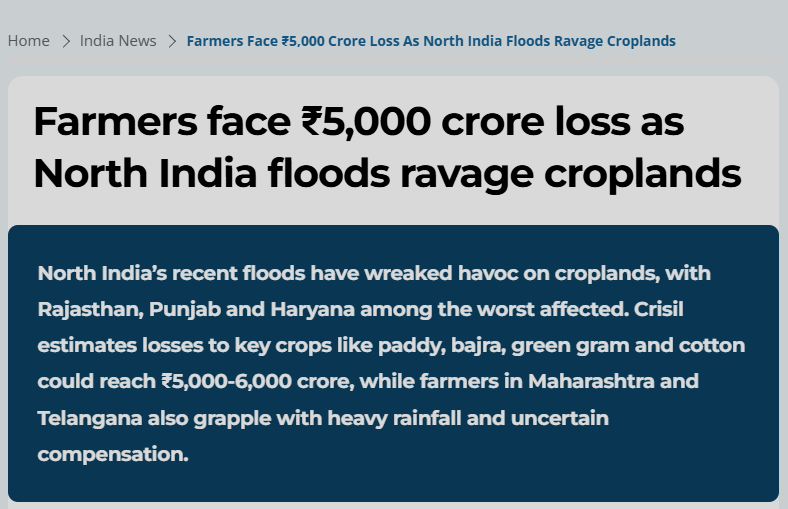 Home > India News > Farmers Face ₹5,000 Crore Loss As North India Floods Ravage Croplands
Farmers face ₹5,000 crore loss as
North India floods ravage croplands
North India’s recent floods have wreaked havoc on croplands, with
Rajasthan, Punjab and Haryana among the worst affected. Crisil
estimates losses to key crops like paddy, bajra, green gram and cotton
could reach ₹5,000-6,000 crore, while farmers in Maharashtra and
Telangana also grapple with heavy rainfall and uncertain
compensation.